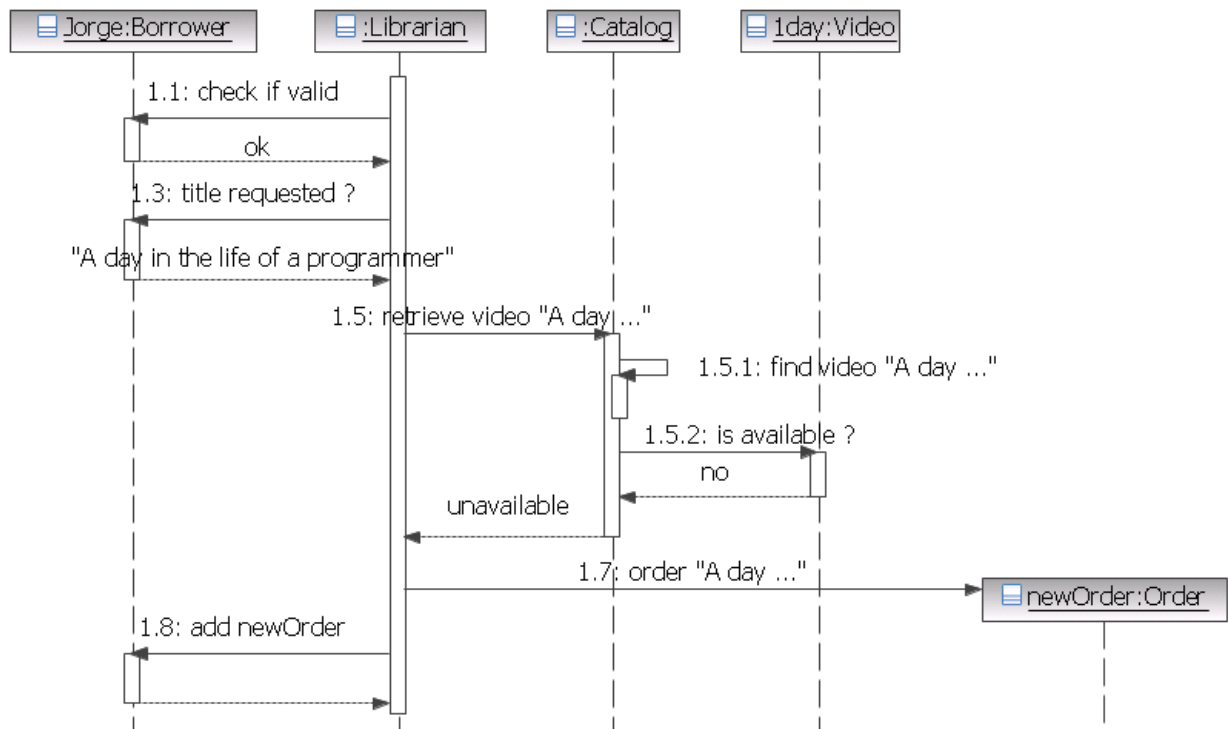 Jorge:Borrower
:Librarian
:Catalog
1day:Video
1.1: check if valid
ok
1.3: title requested ?
"A day in the life of a programmer"
1.5: retrieve video "A day ..."
1.5.1: find video "A day ..."
1.5.2: is available ?
no
unavailable
1.7: order "A day ..."
newOrder:Order
1.8: add newOrder